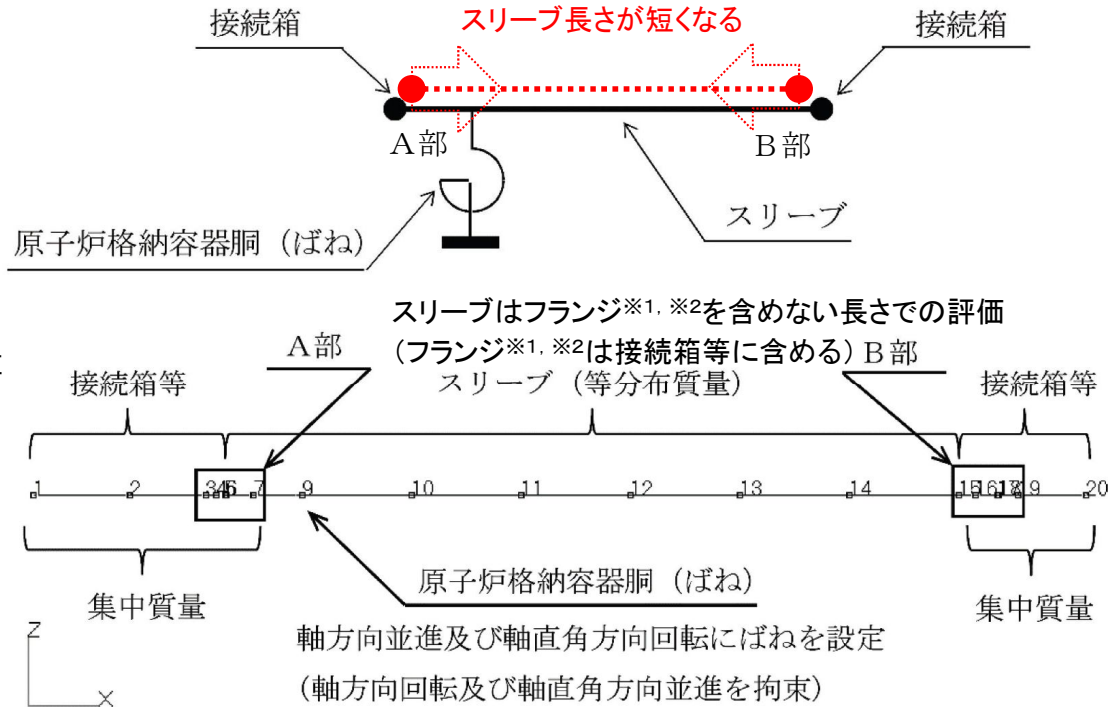 スリーブ長さが短くなる
接続箱
接続箱
A部
B部
スリーブ
原子炉格納容器胴（ばね）
スリーブはフランジ※1, ※2を含めない長さでの評価
（フランジ※1, ※2は接続箱等に含める）
A部
B部
接続箱等
スリーブ（等分布質量）
接続箱等
1 2 7 9 10 11 12 13 14 20
集中質量
原子炉格納容器胴（ばね）
集中質量
軸方向並進及び軸直角方向回転にばねを設定
（軸方向回転及び軸直角方向並進を拘束）
Z
X